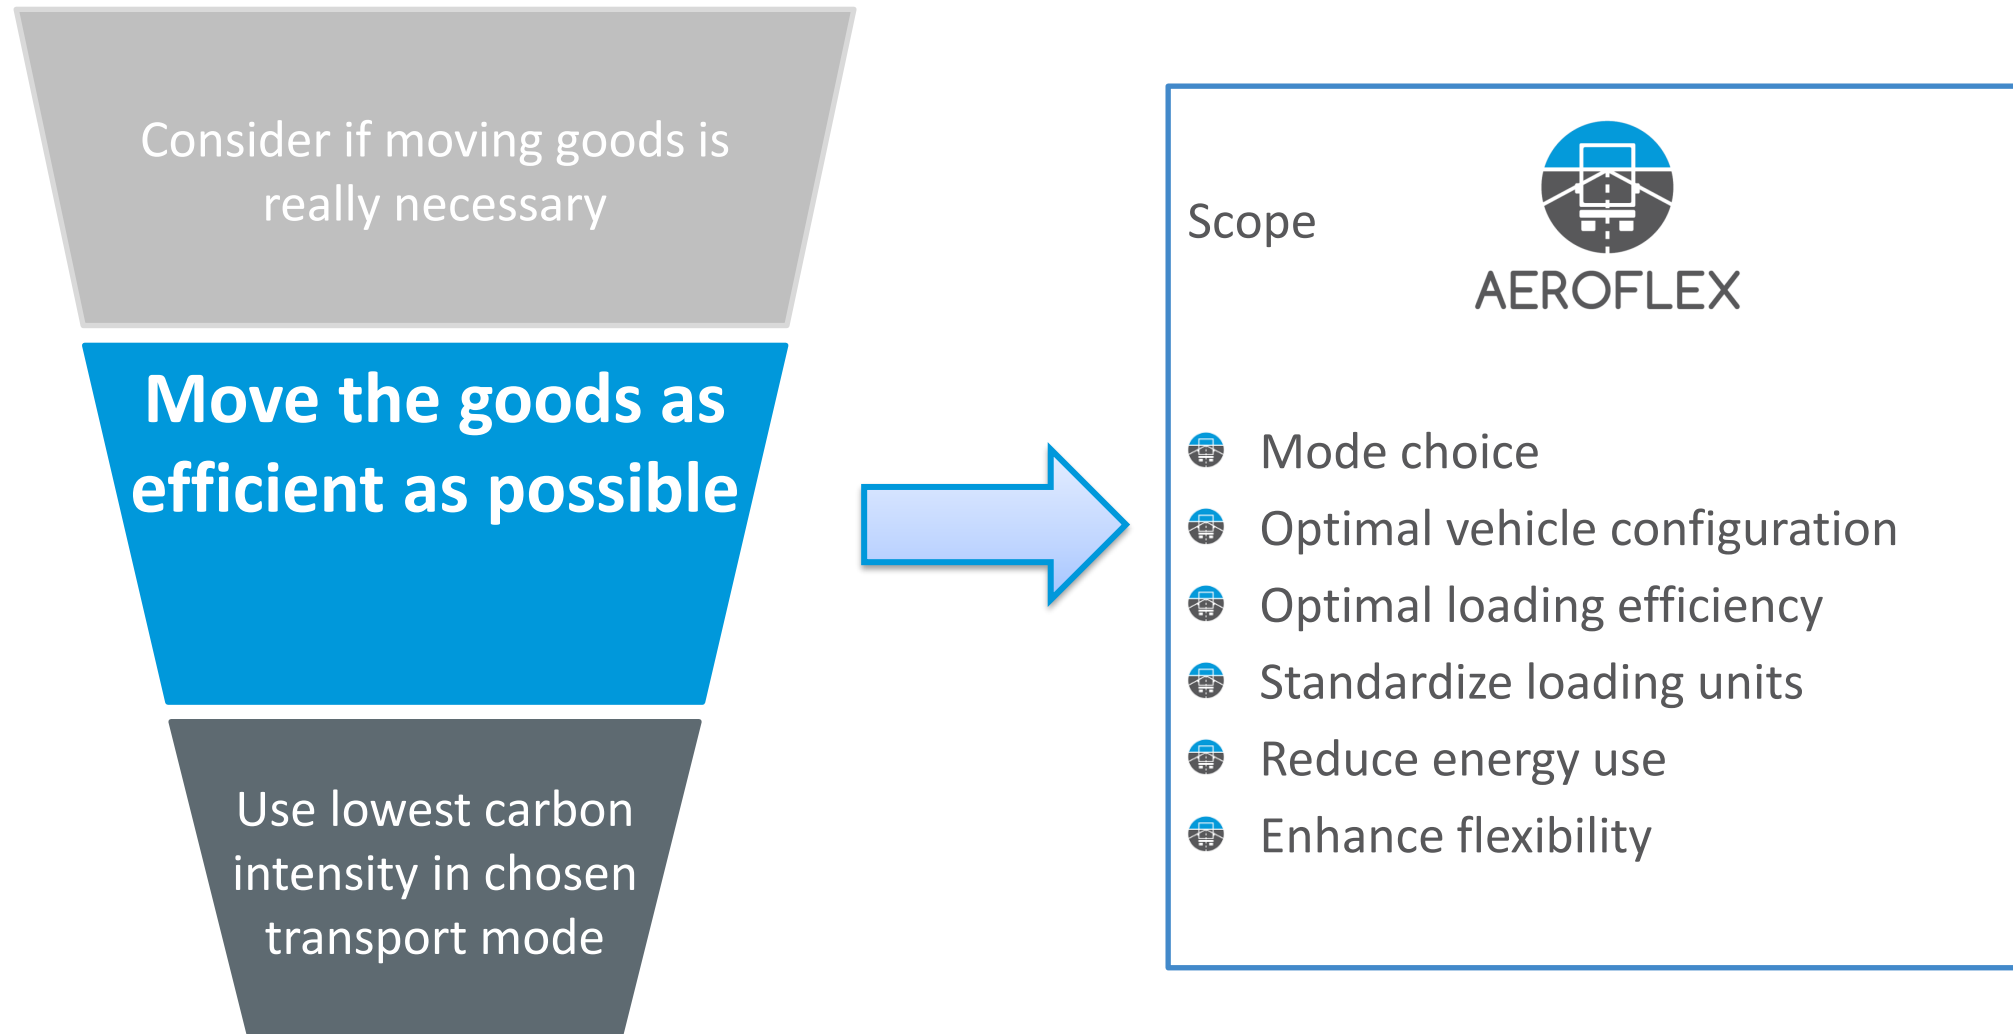 Consider if moving goods is
really necessary
Move the goods as
efficient as possible
Use lowest carbon
intensity in chosen
transport mode
Scope
AEROFLEX
Mode choice
Optimal vehicle configuration
Optimal loading efficiency
Standardize loading units
Reduce energy use
Enhance flexibility